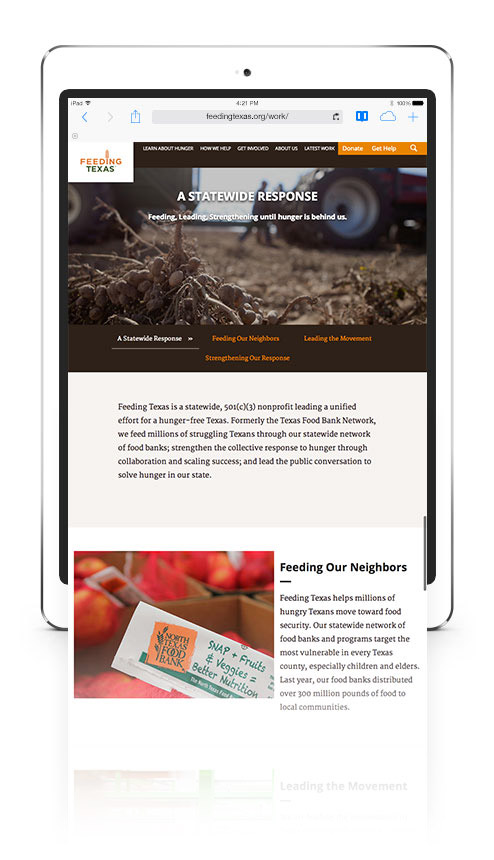 iPad 4:21 PM 100%
feedingtexas.org/work/
FEEDING
TEXAS
LEARN ABOUT HUNGER HOW WE HELP GET INVOLVED ABOUT US LATEST WORK Donate Get Help
A STATEWIDE RESPONSE
Feeding, Leading, Strengthening until hunger is behind us.
A Statewide Response » Feeding Our Neighbors Leading the Movement
Strengthening Our Response
Feeding Texas is a statewide, 501(c)(3) nonprofit leading a unified
effort for a hunger-free Texas. Formerly the Texas Food Bank Network,
we feed millions of struggling Texans through our statewide network
of food banks; strengthen the collective response to hunger through
collaboration and scaling success; and lead the public conversation to
solve hunger in our state.
NORTH
TEXAS
FOOD
BANK
SNAP + Fruits
& Veggies =
Better Nutrition
The North Texas Food Bank
Feeding Our Neighbors
Feeding Texas helps millions of
hungry Texans move toward food
security. Our statewide network of
food banks and programs target the
most vulnerable in every Texas
county, especially children and elders.
Last year, our food banks distributed
over 300 million pounds of food to
local communities.
Leading the Movement